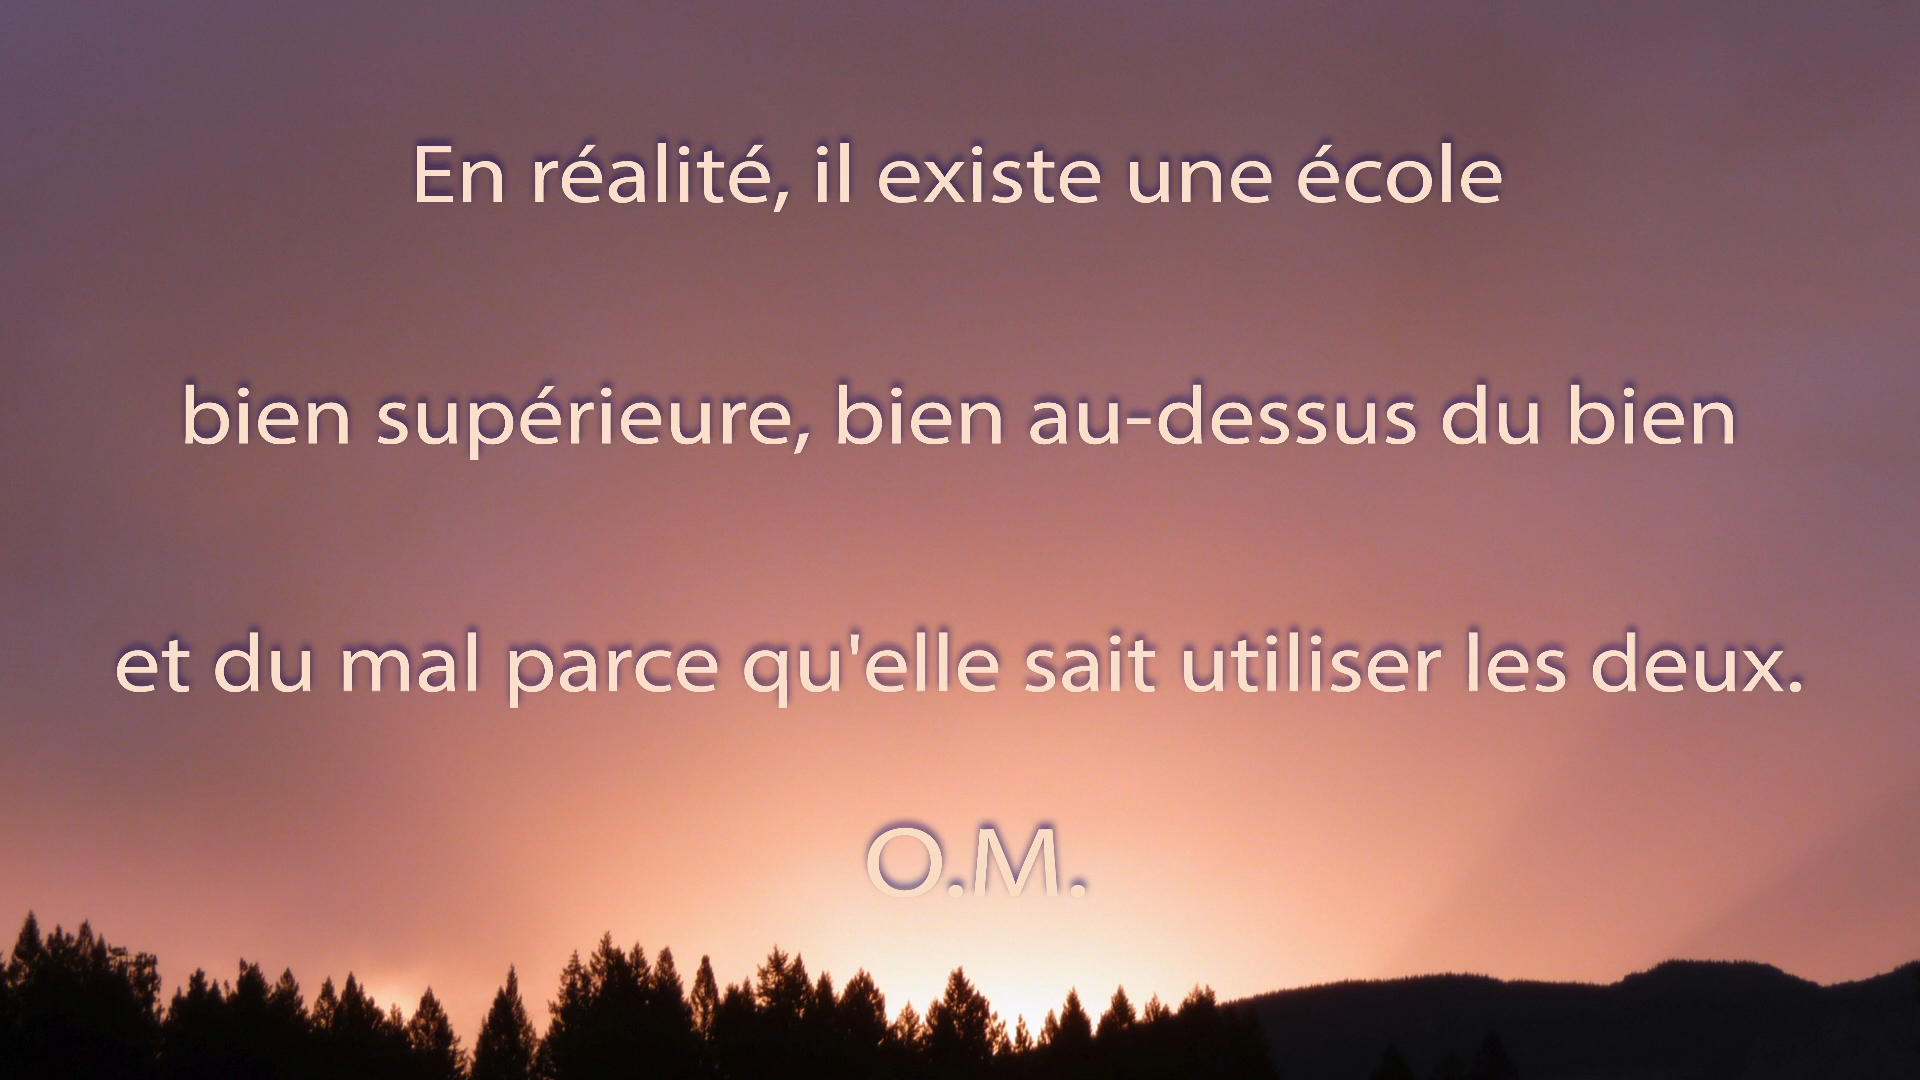 En réalité, il existe une école
bien supérieure, bien au-dessus du bien
et du mal parce qu'elle sait utiliser les deux.
O.M.